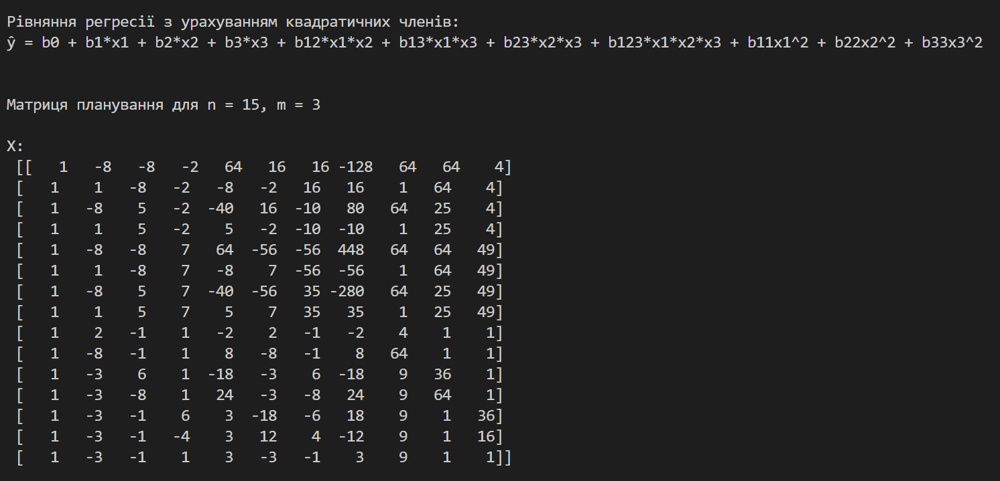 Рівняння регресії з урахуванням квадратичних членів:
ŷ = b0 + b1*x1 + b2*x2 + b3*x3 + b12*x1*x2 + b13*x1*x3 + b23*x2*x3 + b123*x1*x2*x3 + b11x1^2 + b22x2^2 + b33x3^2
Матриця планування для n = 15, m = 3
X:
[[   1   -8   -8   -2   64   16   16 -128   64   64    4]
[   1    1   -8   -2   -8   -2   16   16    1   64    4]
[   1   -8    5   -2  -40   16  -10   80   64   25    4]
[   1    1    5   -2    5   -2  -10  -10    1   25    4]
[   1   -8   -8    7   64  -56  -56  448   64   64   49]
[   1    1   -8    7   -8    7  -56  -56    1   64   49]
[   1   -8    5    7  -40  -56   35 -280   64   25   49]
[   1    1    5    7    5    7   35   35    1   25   49]
[   1    2   -1    1   -2    2   -1   -2    4    1    1]
[   1   -8   -1    1    8   -8   -1    8   64    1    1]
[   1   -3    6    1  -18   -3    6  -18    9   36    1]
[   1   -3   -8    1   24   -3   -8   24    9   64    1]
[   1   -3   -1    6    3  -18   -6   18    9    1   36]
[   1   -3   -1   -4    3   12    4  -12    9    1   16]
[   1   -3   -1    1    3   -3   -1    3    9    1    1]]